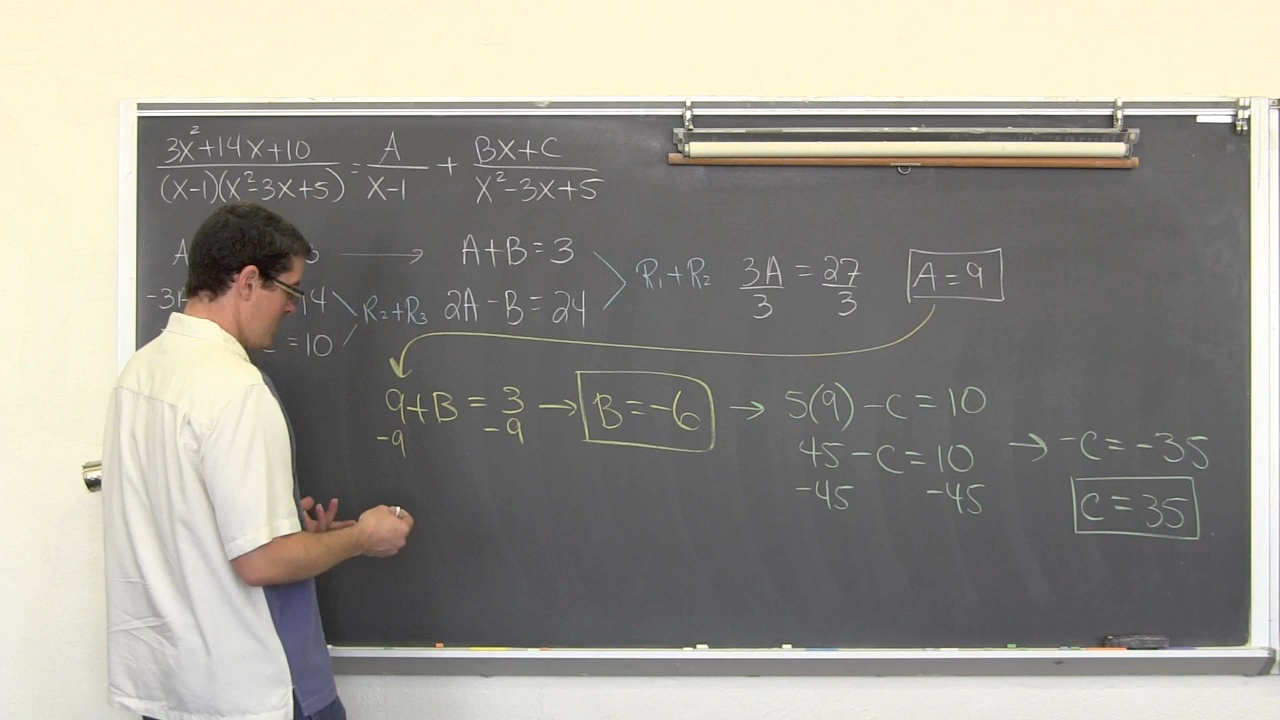 3x²+14x+10 / (x-1)(x²-3x+5) = A / x-1 + Bx+C / x²-3x+5
A → A+B=3
-3 14 R₂+R₃ 2A-B=24 R₁+R₂ 3A/3 = 27/3 A=9
=10
9+B=3 → B=-6 → 5(9)-C=10
-9 -9
45-C=10 → -C=-35
-45 -45 C=35